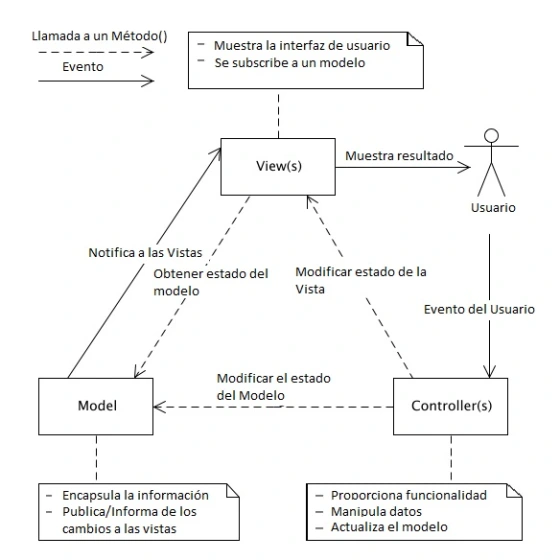 Llamada a un Método()
Evento
– Muestra la interfaz de usuario
– Se subscribe a un modelo
View(s)
Muestra resultado
Usuario
Notifica a las Vistas
Obtener estado del
modelo
Modificar estado de la
Vista
Evento del Usuario
Modificar el estado
del Modelo
Model
Controller(s)
– Encapsula la información
– Publica/Informa de los
cambios a las vistas
– Proporciona funcionalidad
– Manipula datos
– Actualiza el modelo